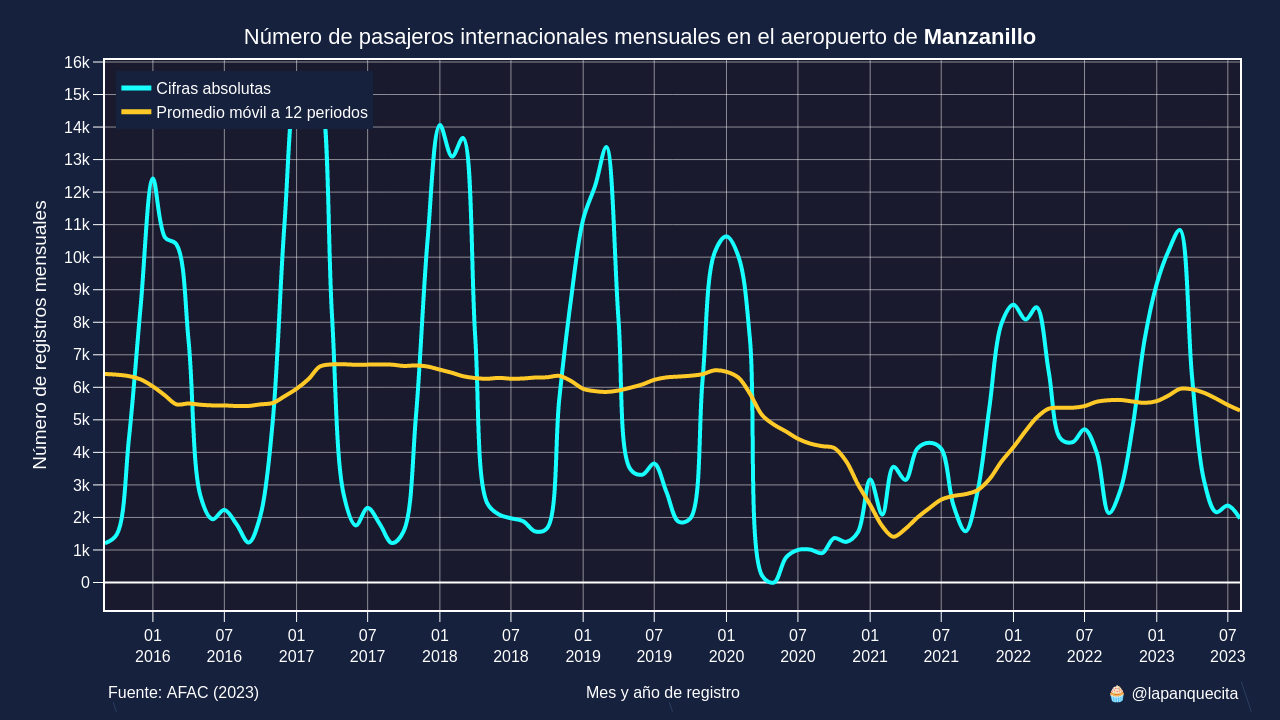 Número de pasajeros internacionales mensuales en el aeropuerto de Manzanillo
Cifras absolutas
Promedio móvil a 12 periodos
Número de registros mensuales
16k
15k
14k
13k
12k
11k
10k
9k
8k
7k
6k
5k
4k
3k
2k
1k
0
01 07 01 07 01 07 01 07 01 07 01 07 01 07 01 07
2016 2016 2017 2017 2018 2018 2019 2019 2020 2020 2021 2021 2022 2022 2023 2023
Fuente: AFAC (2023) Mes y año de registro 🧁 @lapanquecita